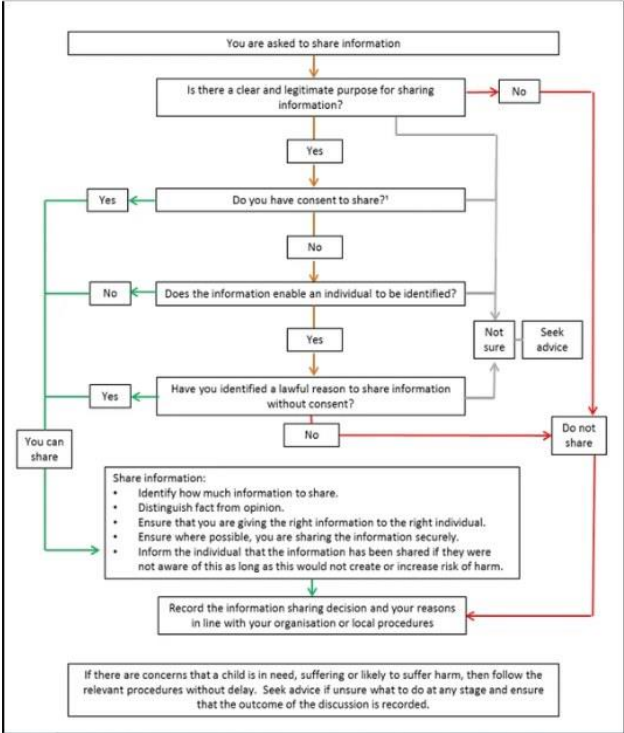 You are asked to share information
Is there a clear and legitimate purpose for sharing
information?
No
Yes
Yes
Do you have consent to share?¹
No
No
Does the information enable an individual to be identified?
Yes
Not
sure
Seek
advice
Yes
Have you identified a lawful reason to share information
without consent?
No
You can
share
Do not
share
Share information:
• Identify how much information to share.
• Distinguish fact from opinion.
• Ensure that you are giving the right information to the right individual.
• Ensure where possible, you are sharing the information securely.
• Inform the individual that the information has been shared if they were
not aware of this as long as this would not create or increase risk of harm.
Record the information sharing decision and your reasons
in line with your organisation or local procedures
If there are concerns that a child is in need, suffering or likely to suffer harm, then follow the
relevant procedures without delay. Seek advice if unsure what to do at any stage and ensure
that the outcome of the discussion is recorded.